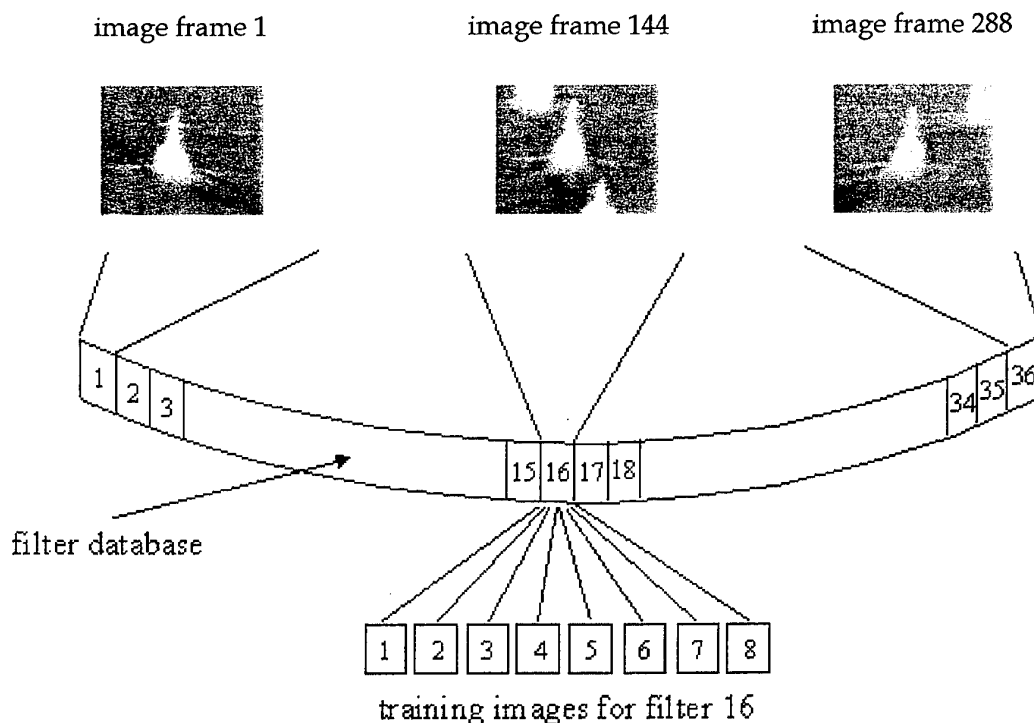 image frame 1 image frame 144 image frame 288
1 2 3 15 16 17 18 34 35 36
filter database
1 2 3 4 5 6 7 8
training images for filter 16